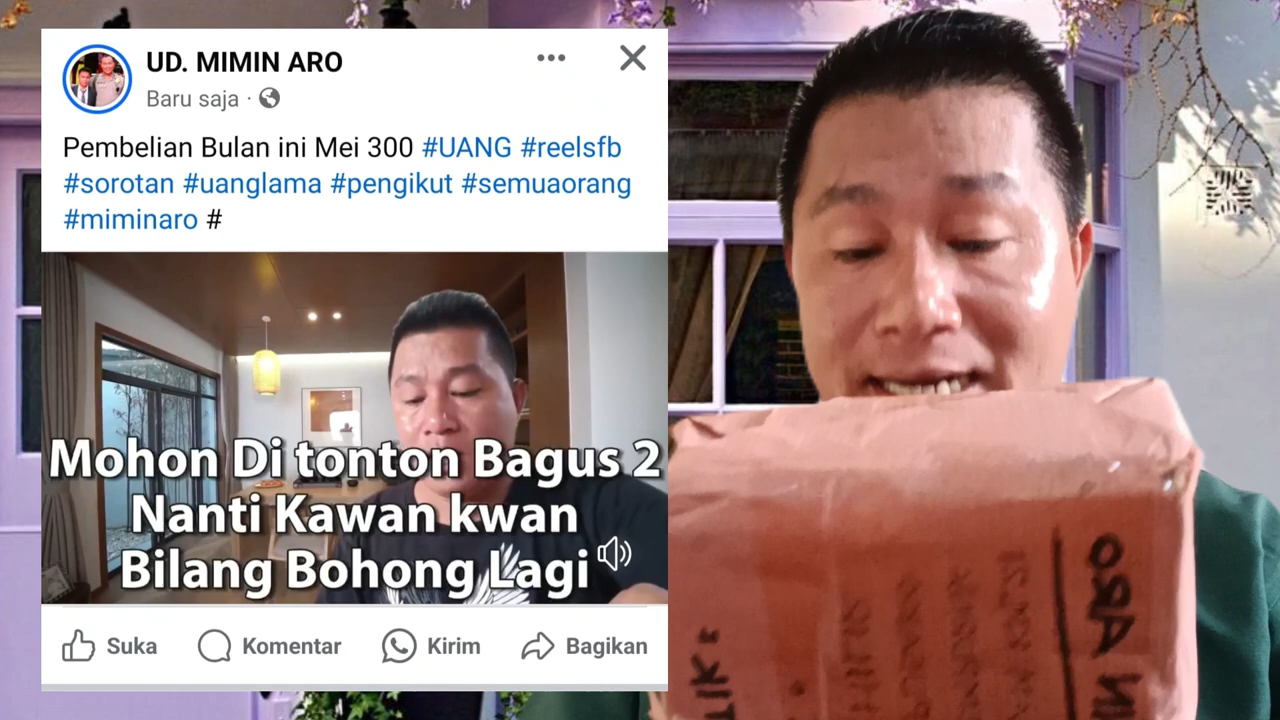 UD. MIMIN ARO
Baru saja ·
Pembelian Bulan ini Mei 300 #UANG #reelsfb
#sorotan #uanglama #pengikut #semuaorang
#miminaro #
Mohon Di tonton Bagus 2
Nanti Kawan kwan
Bilang Bohong Lagi
Suka
Komentar
Kirim
Bagikan